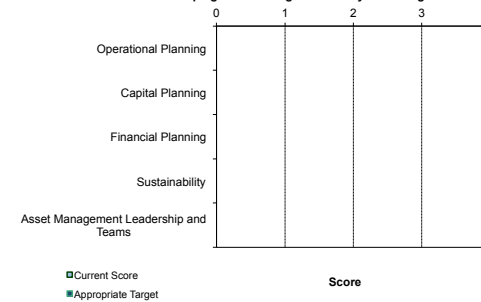 0 1 2 3
Operational Planning
Capital Planning
Financial Planning
Sustainability
Asset Management Leadership and
Teams
Current Score
Appropriate Target
Score